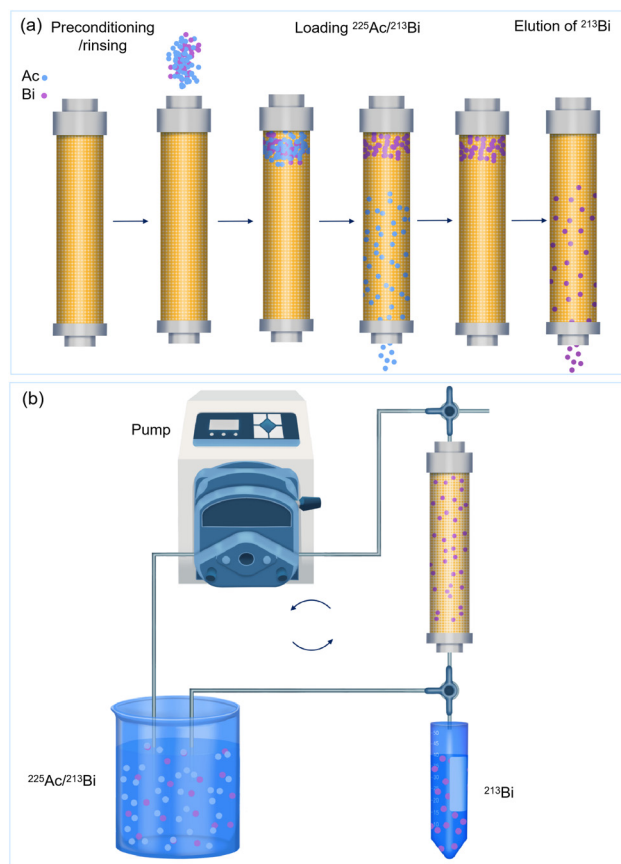 (a)
Preconditioning
/rinsing
Loading ²²⁵Ac/²¹³Bi
Elution of ²¹³Bi
Ac
Bi
(b)
Pump
²²⁵Ac/²¹³Bi
²¹³Bi